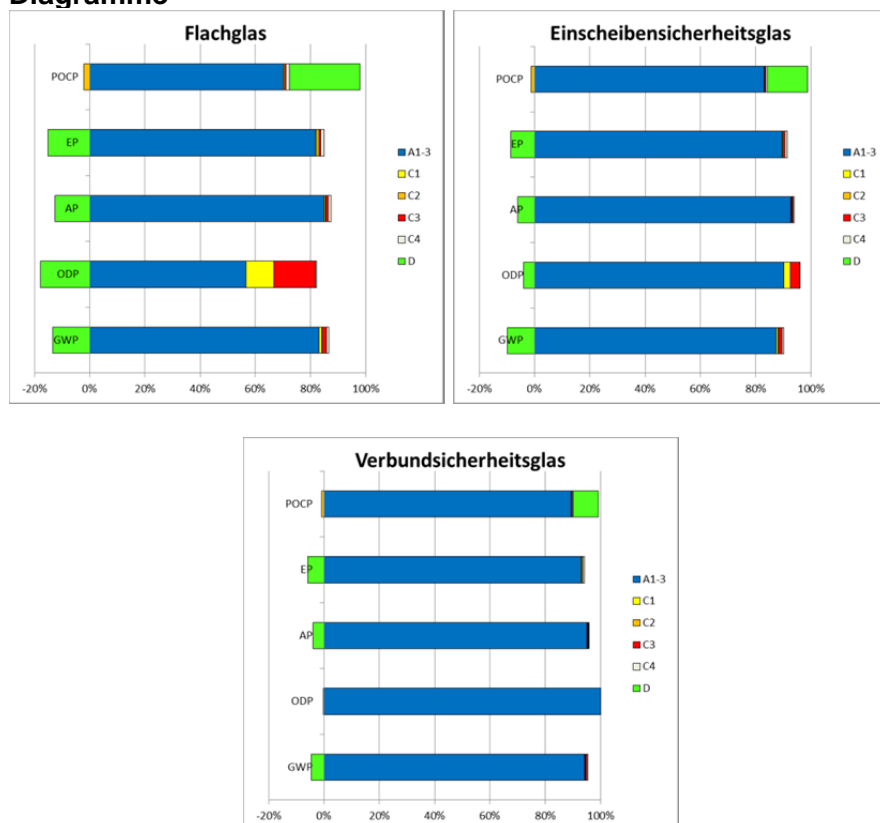 Diagramme
Flachglas
POCP
EP
AP
ODP
GWP
-20% 0% 20% 40% 60% 80% 100%
A1-3
C1
C2
C3
C4
D
Einscheibensicherheitsglas
POCP
EP
AP
ODP
GWP
-20% 0% 20% 40% 60% 80% 100%
A1-3
C1
C2
C3
C4
D
Verbundsicherheitsglas
POCP
EP
AP
ODP
GWP
-20% 0% 20% 40% 60% 80% 100%
A1-3
C1
C2
C3
C4
D